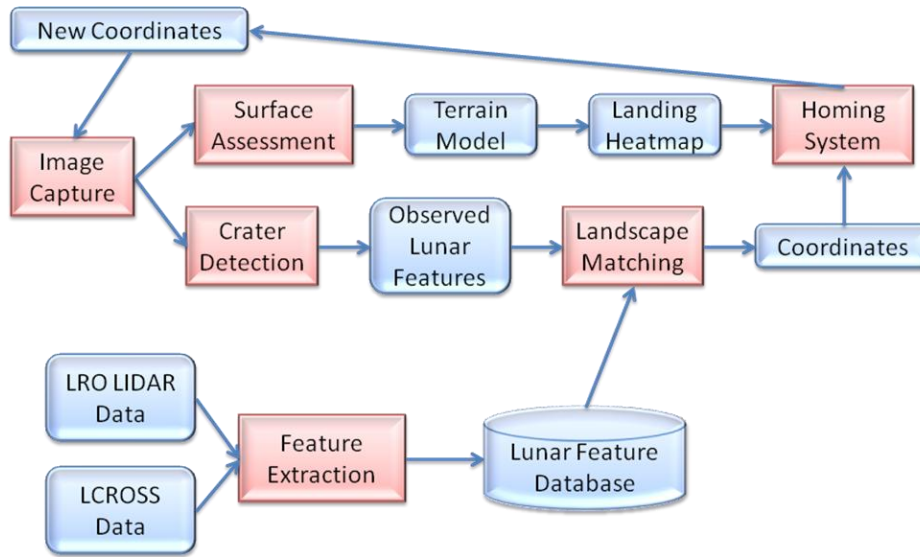 New Coordinates
Surface
Assessment
Terrain
Model
Landing
Heatmap
Homing
System
Image
Capture
Crater
Detection
Observed
Lunar
Features
Landscape
Matching
Coordinates
LRO LIDAR
Data
Feature
Extraction
Lunar Feature
Database
LCROSS
Data